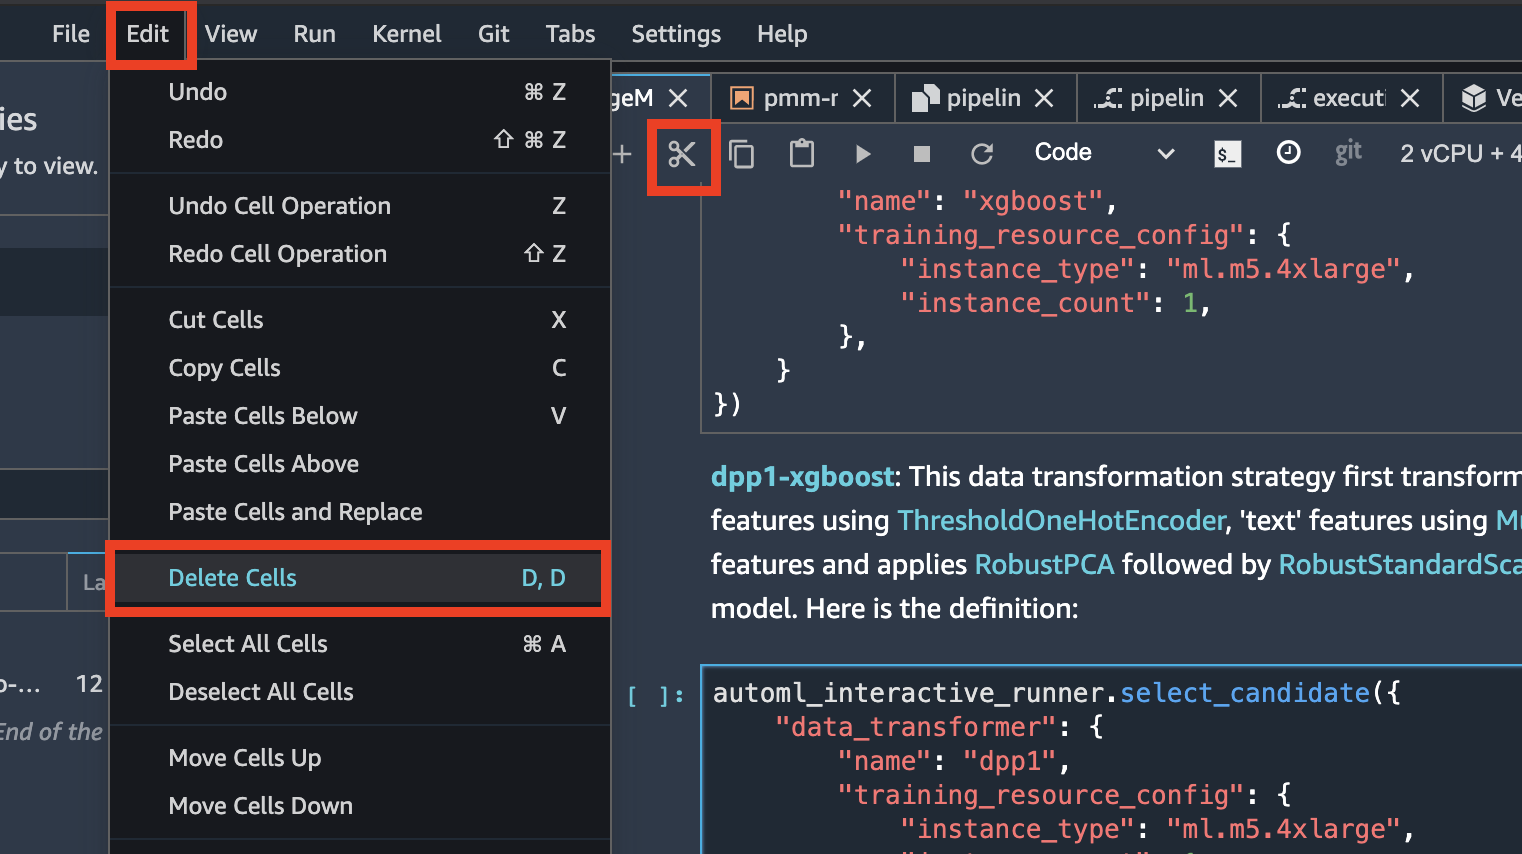 File Edit View Run Kernel Git Tabs Settings Help
ies
y to view.
La
o-... 12
End of the
Undo ⌘ Z
Redo ⇧ ⌘ Z
Undo Cell Operation Z
Redo Cell Operation ⇧ Z
Cut Cells X
Copy Cells C
Paste Cells Below V
Paste Cells Above
Paste Cells and Replace
Delete Cells D, D
Select All Cells ⌘ A
Deselect All Cells
Move Cells Up
Move Cells Down
geM pmm-r pipelin pipelin executi Ve
Code $_ git 2 vCPU + 4
"name": "xgboost",
"training_resource_config": {
"instance_type": "ml.m5.4xlarge",
"instance_count": 1,
},
}
})
dpp1-xgboost: This data transformation strategy first transform
features using ThresholdOneHotEncoder, 'text' features using Mu
features and applies RobustPCA followed by RobustStandardSca
model. Here is the definition:
[ ]: automl_interactive_runner.select_candidate({
"data_transformer": {
"name": "dpp1",
"training_resource_config": {
"instance_type": "ml.m5.4xlarge",